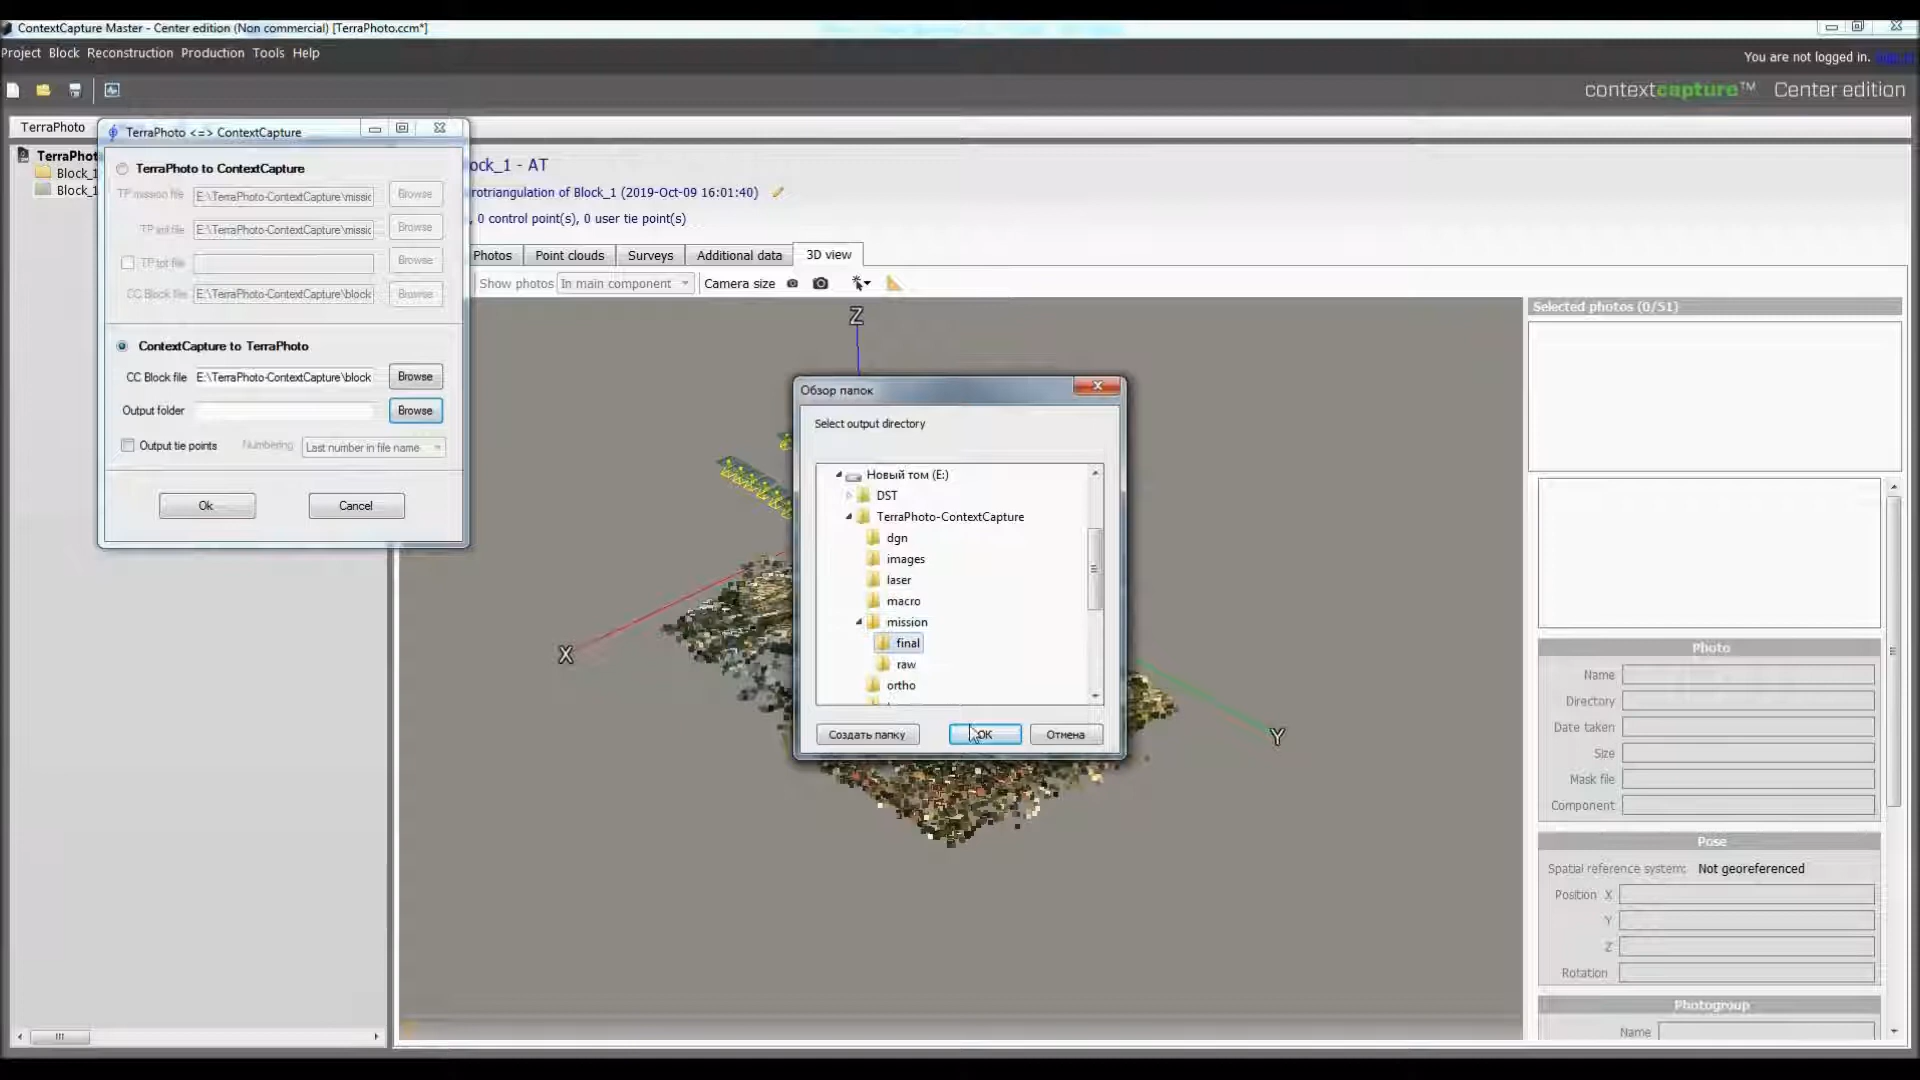 ContextCapture Master - Center edition (Non commercial) [TerraPhoto.ccm*]
Project Block Reconstruction Production Tools Help
You are not logged in.
contextcapture™ Center edition
TerraPhoto
TerraPhot
Block_1
Block_1
TerraPhoto <=> ContextCapture
TerraPhoto to ContextCapture
TP mission file E:\TerraPhoto-ContextCapture\missic Browse
TP iml file E:\TerraPhoto-ContextCapture\missic Browse
TP tpt file Browse
CC Block file E:\TerraPhoto-ContextCapture\block Browse
ContextCapture to TerraPhoto
CC Block file E:\TerraPhoto-ContextCapture\block Browse
Output folder Browse
Output tie points Numbering Last number in file name
Ok Cancel
ock_1 - AT
rotriangulation of Block_1 (2019-Oct-09 16:01:40)
, 0 control point(s), 0 user tie point(s)
Photos Point clouds Surveys Additional data 3D view
Show photos In main component Camera size
Z
X
Y
Обзор папок
Select output directory
Новый том (E:)
DST
TerraPhoto-ContextCapture
dgn
images
laser
macro
mission
final
raw
ortho
Создать папку OK Отмена
Selected photos (0/51)
Photo
Name
Directory
Date taken
Size
Mask file
Component
Pose
Spatial reference system: Not georeferenced
Position X
Y
Z
Rotation
Photogroup
Name